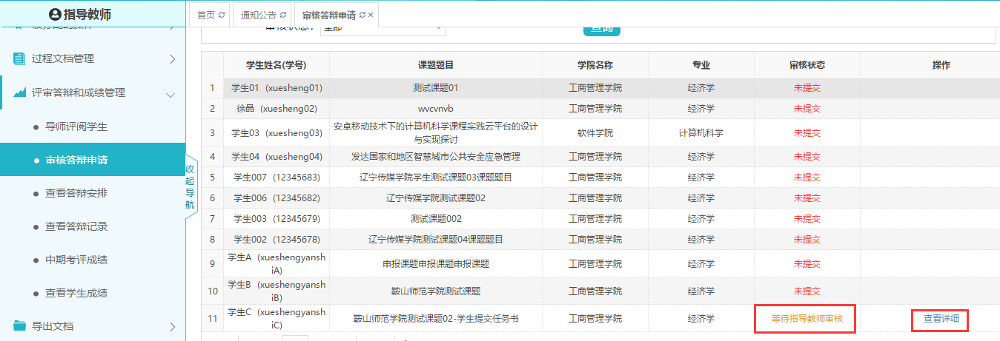 指导教师
首页
通知公告
审核答辩申请
全部
查询
过程文档管理
评审答辩和成绩管理
导师评阅学生
审核答辩申请
查看答辩安排
查看答辩记录
中期考评成绩
查看学生成绩
导出文档
收起导航
学生姓名(学号) 课题题目 学院名称 专业 审核状态 操作
1 学生01（xuesheng01) 测试课题01 工商管理学院 经济学 未提交
2 徐晶（xuesheng02) wvcvnvb 工商管理学院 经济学 未提交
3 学生03（xuesheng03) 安卓移动技术下的计算机科学课程实践云平台的设计
与实现探讨 软件学院 计算机科学 未提交
4 学生04（xuesheng04) 发达国家和地区智慧城市公共安全应急管理 工商管理学院 经济学 未提交
5 学生007（12345683) 辽宁传媒学院学生测试课题03课题题目 工商管理学院 经济学 未提交
6 学生006（12345682) 辽宁传媒学院测试课题02 工商管理学院 经济学 未提交
7 学生003（12345679) 测试课题002 工商管理学院 经济学 未提交
8 学生002（12345678) 辽宁传媒学院测试课题04课题题目 工商管理学院 经济学 未提交
9 学生A（xueshengyansh
iA) 申报课题申报课题申报课题 工商管理学院 经济学 未提交
10 学生B（xueshengyansh
iB) 鞍山师范学院测试课题 工商管理学院 经济学 未提交
11 学生C（xueshengyansh
iC) 鞍山师范学院测试课题02-学生提交任务书 工商管理学院 经济学 等待指导教师审核 查看详细